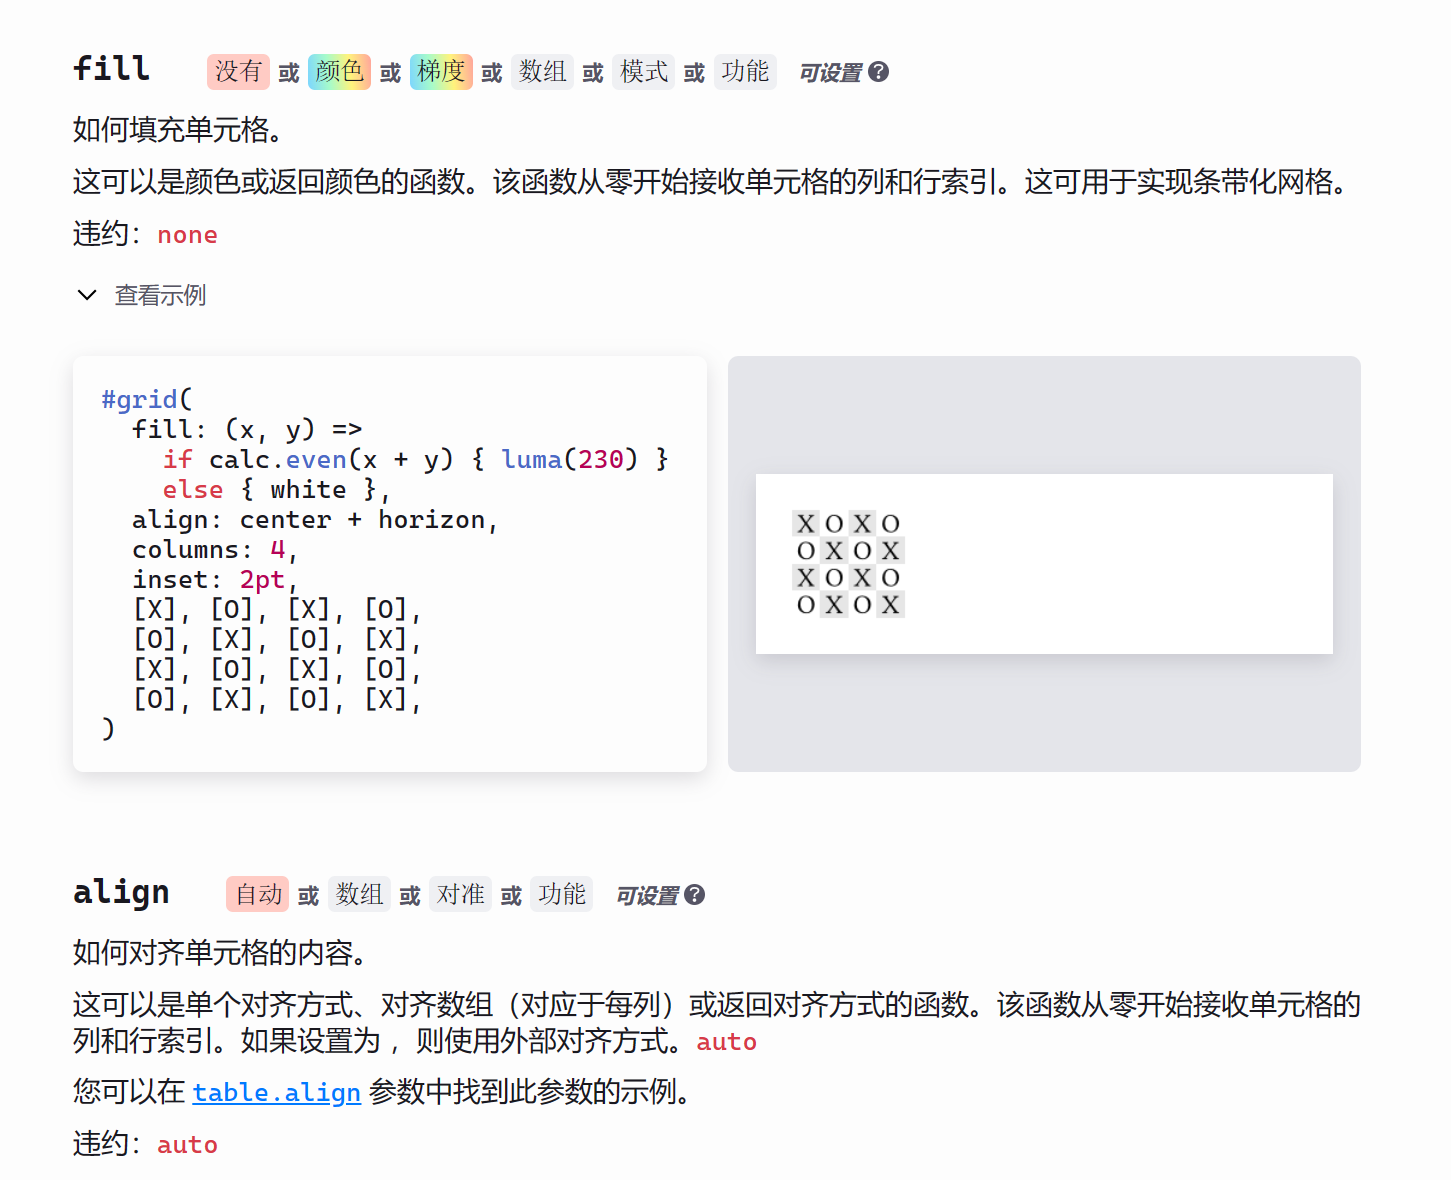 fill 没有 或 颜色 或 梯度 或 数组 或 模式 或 功能 可设置 ?
如何填充单元格。
这可以是颜色或返回颜色的函数。该函数从零开始接收单元格的列和行索引。这可用于实现条带化网格。
违约：none
查看示例
#grid(
  fill: (x, y) =>
    if calc.even(x + y) { luma(230) }
    else { white },
  align: center + horizon,
  columns: 4,
  inset: 2pt,
  [X], [O], [X], [O],
  [O], [X], [O], [X],
  [X], [O], [X], [O],
  [O], [X], [O], [X],
)
X O X O
O X O X
X O X O
O X O X
align 自动 或 数组 或 对准 或 功能 可设置 ?
如何对齐单元格的内容。
这可以是单个对齐方式、对齐数组（对应于每列）或返回对齐方式的函数。该函数从零开始接收单元格的
列和行索引。如果设置为 ，则使用外部对齐方式。auto
您可以在 table.align 参数中找到此参数的示例。
违约：auto